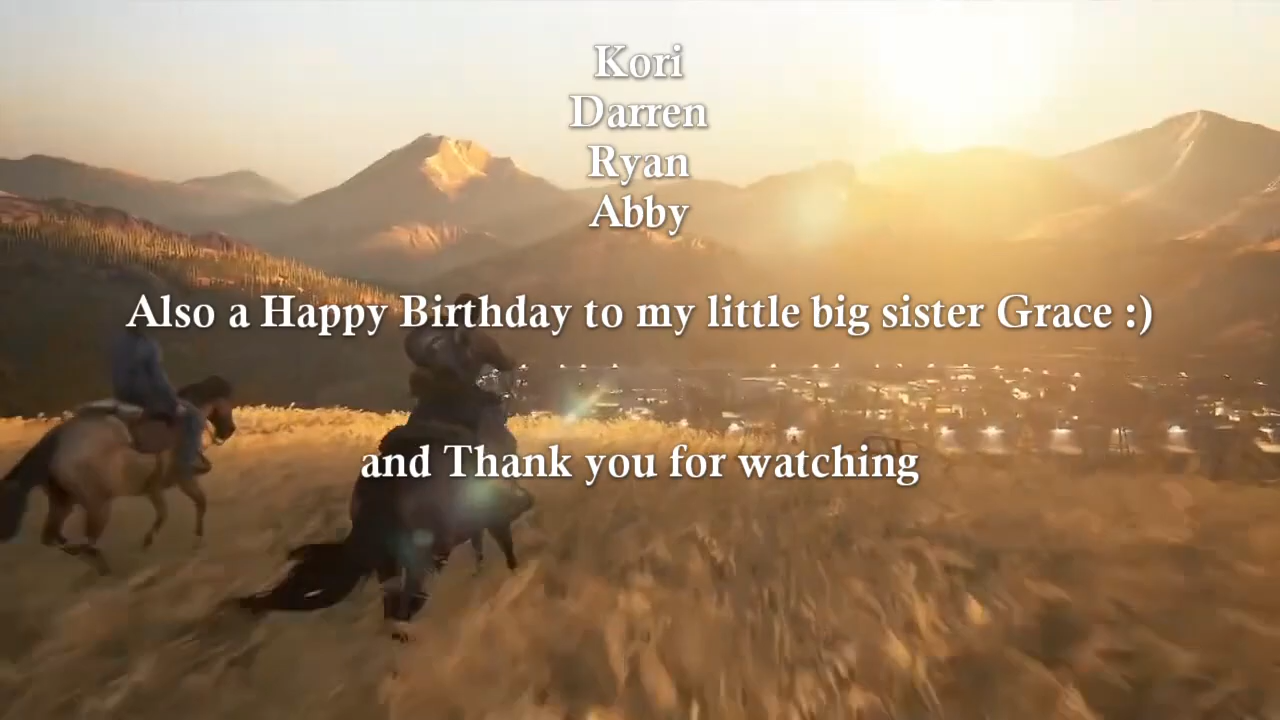 Kori
Darren
Ryan
Abby
Also a Happy Birthday to my little big sister Grace :)
and Thank you for watching